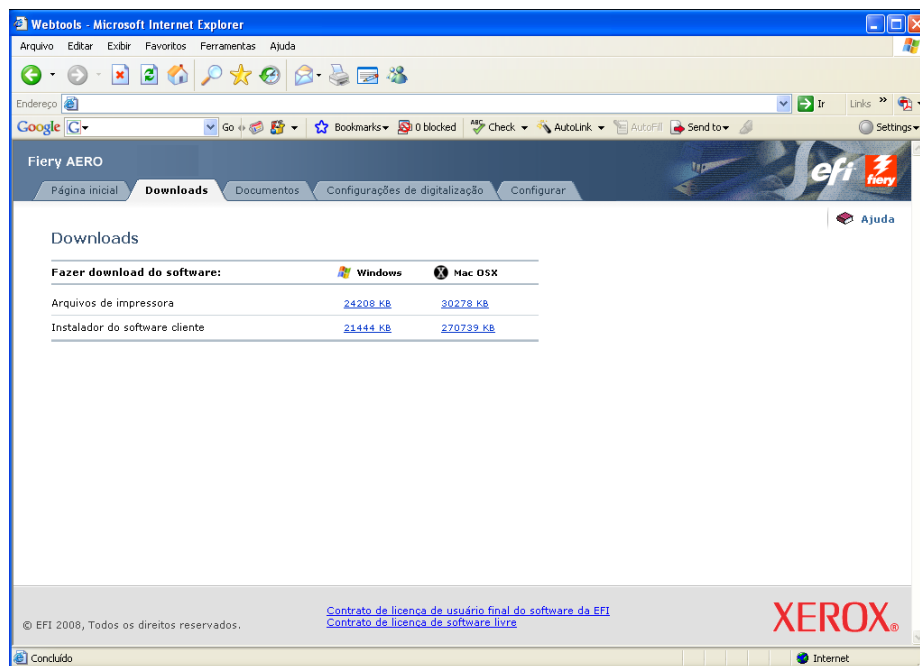 Webtools - Microsoft Internet Explorer
Arquivo Editar Exibir Favoritos Ferramentas Ajuda
Endereço Ir Links »
Google G Go Bookmarks 0 blocked ABC Check AutoLink AutoFill Send to Settings
Fiery AERO
efi fiery
Página inicial Downloads Documentos Configurações de digitalização Configurar
Ajuda
Downloads
Fazer download do software: Windows X Mac OSX
Arquivos de impressora 24208 KB 30278 KB
Instalador do software cliente 21444 KB 270739 KB
Contrato de licença de usuário final do software da EFI
Contrato de licença de software livre
© EFI 2008, Todos os direitos reservados.
XEROX®
Concluído Internet